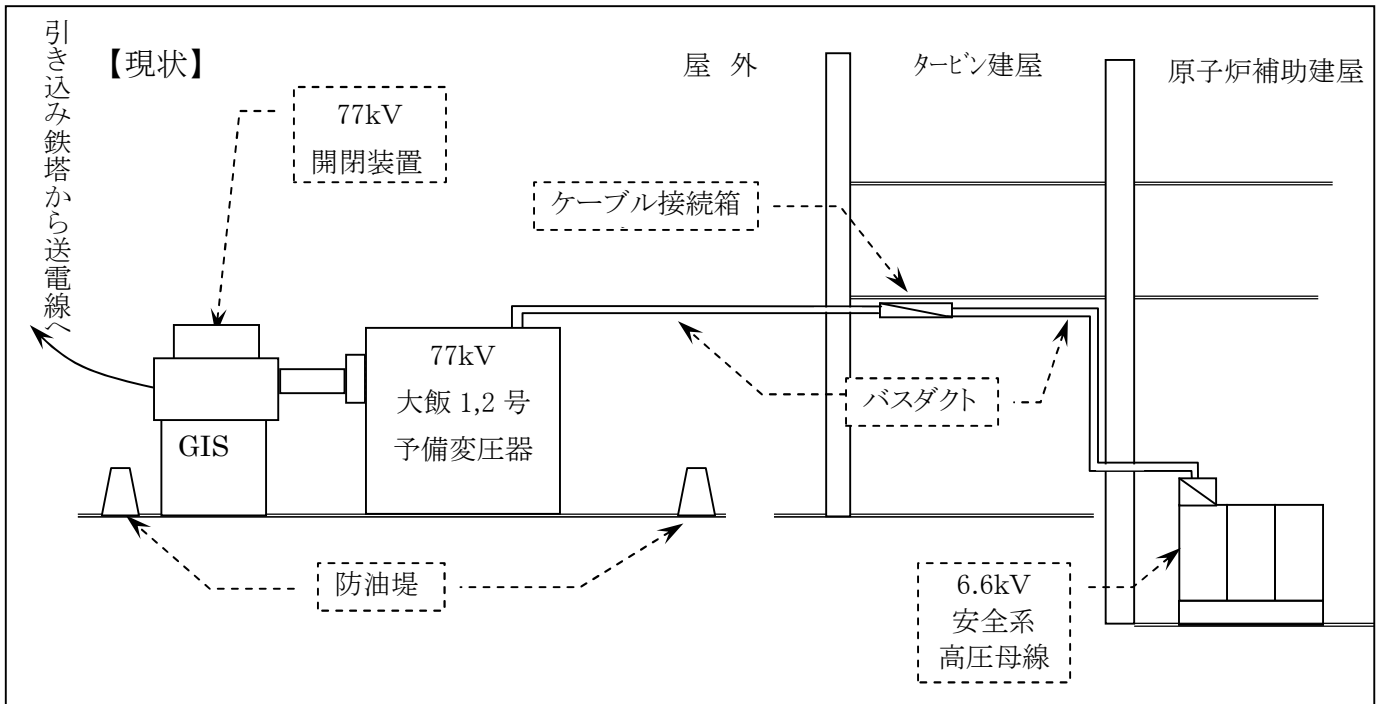 引き込み鉄塔から送電線へ
【現状】
屋 外
タービン建屋
原子炉補助建屋
77kV
開閉装置
ケーブル接続箱
77kV
大飯 1,2 号
予備変圧器
バスダクト
GIS
防油堤
6.6kV
安全系
高圧母線